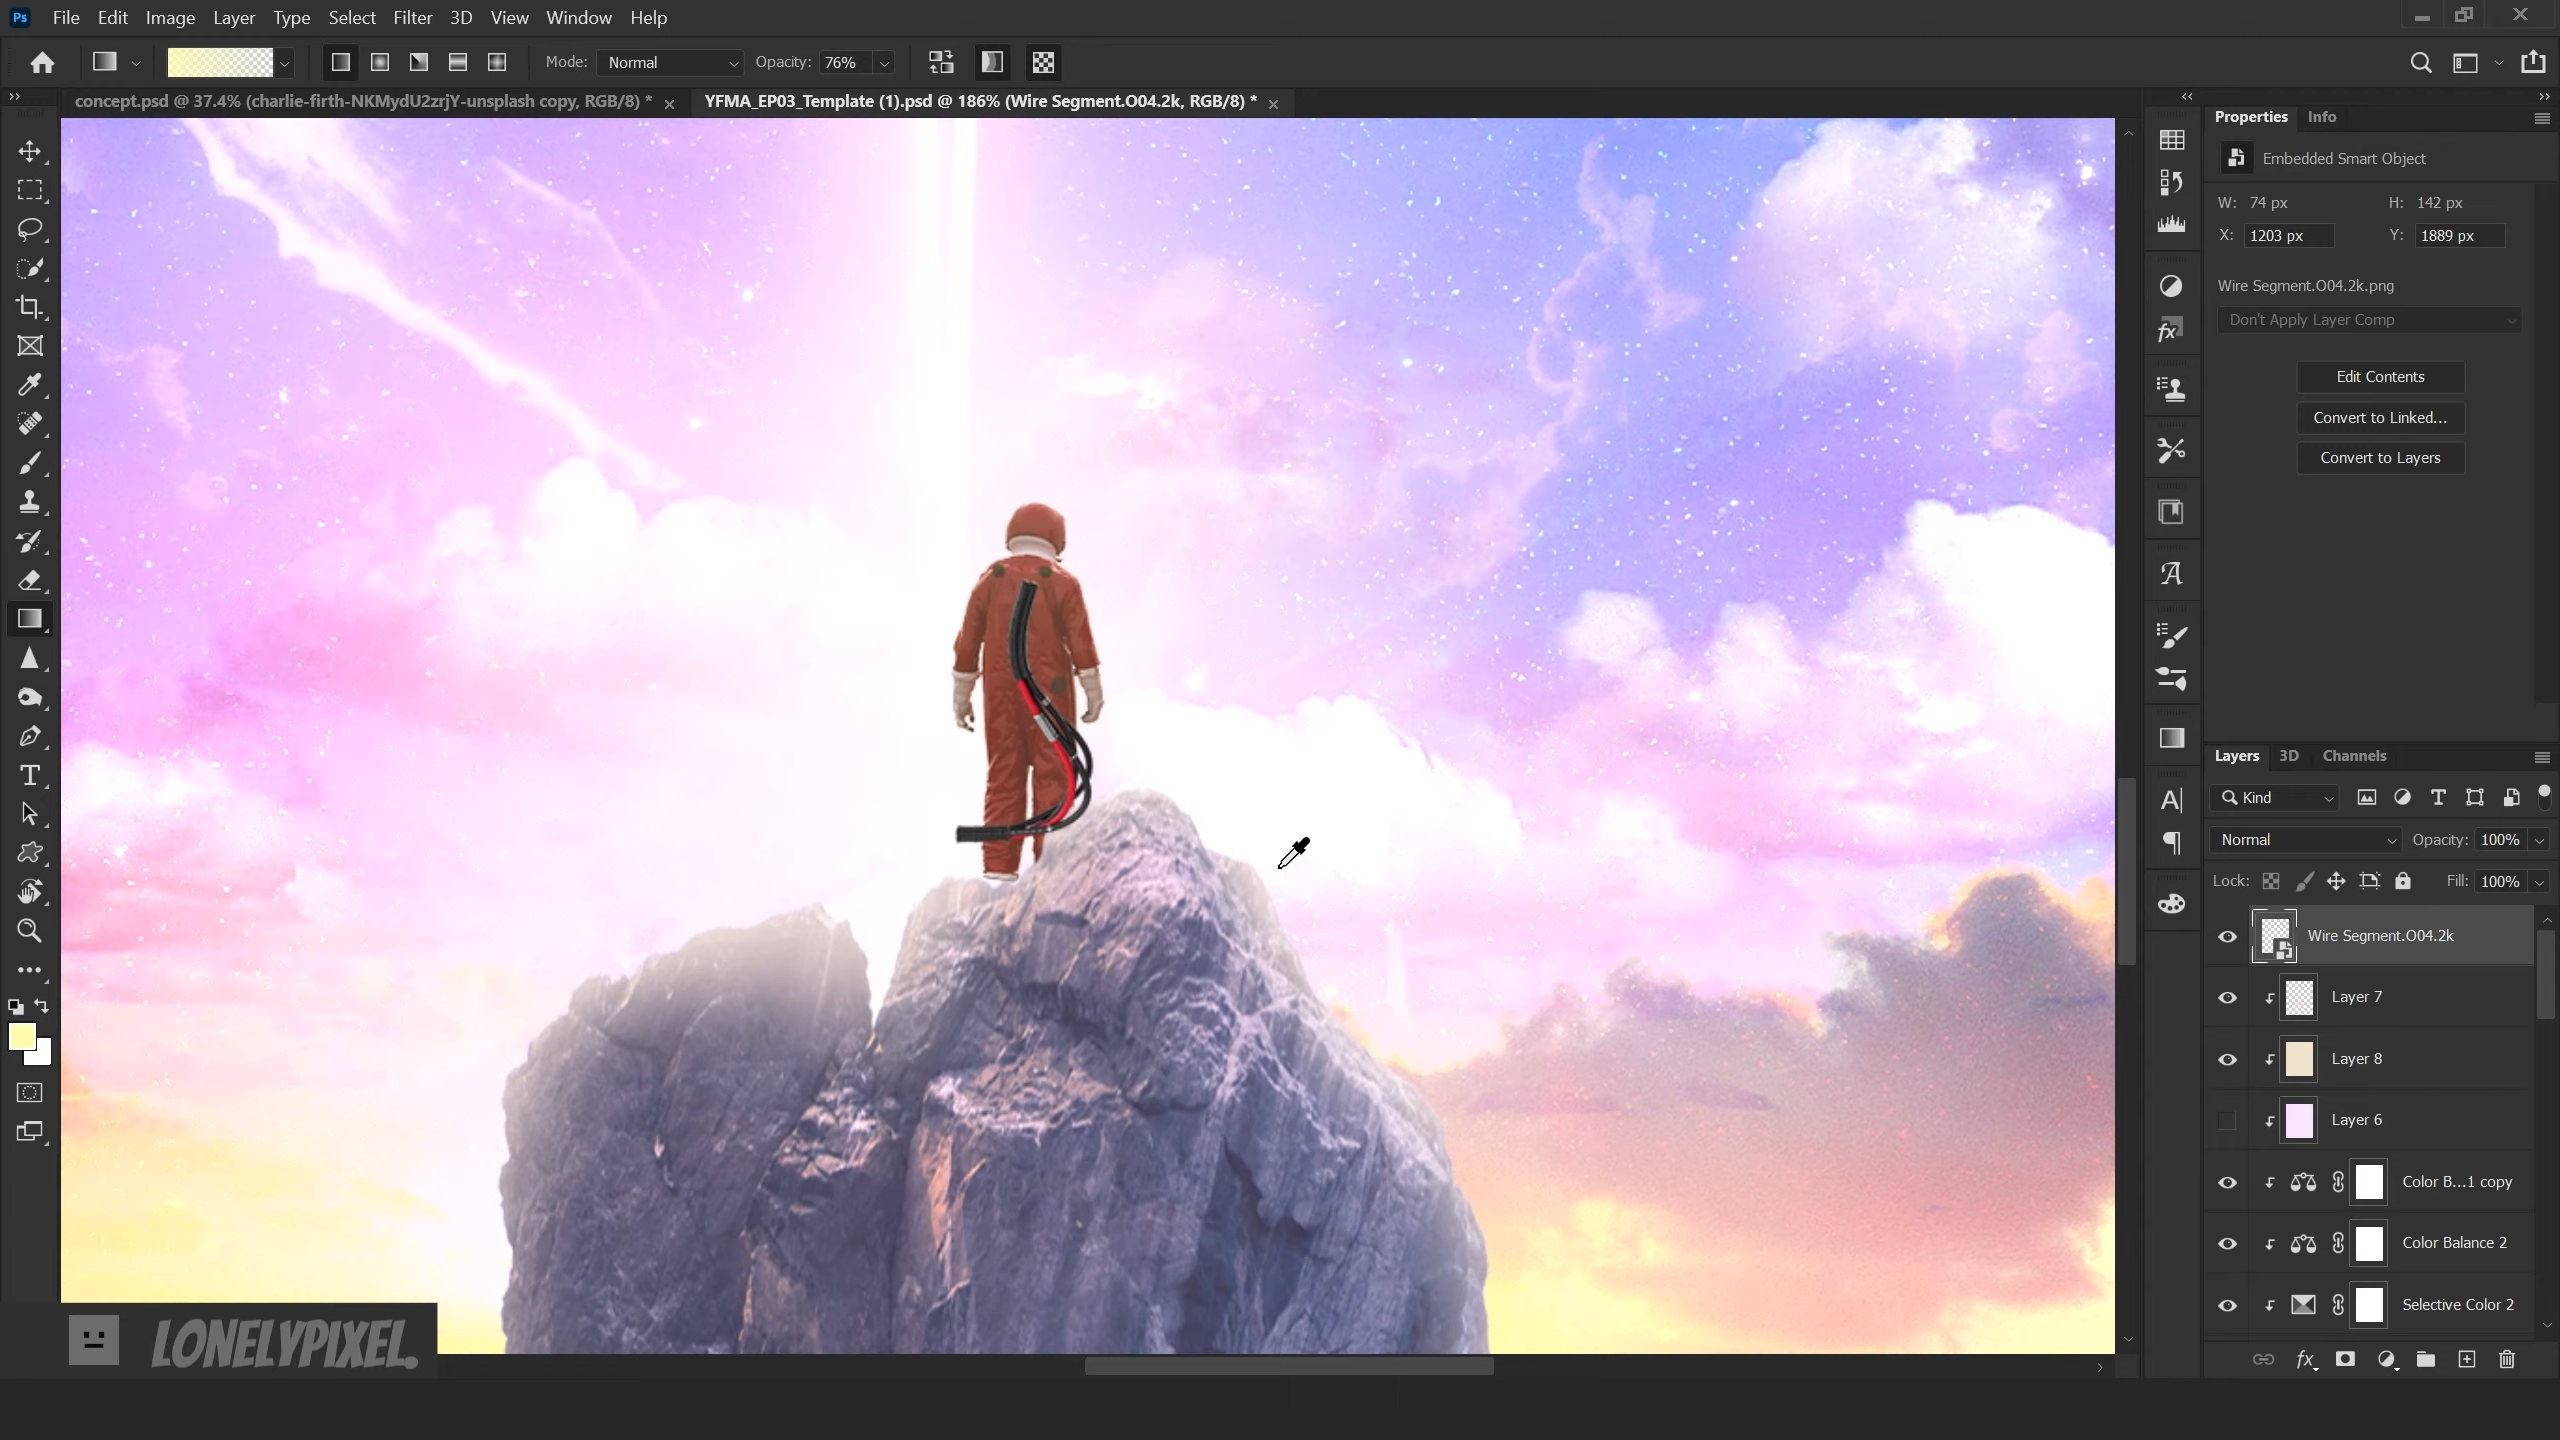 Ps File Edit Image Layer Type Select Filter 3D View Window Help
Mode: Normal Opacity: 76%
concept.psd @ 37.4% (charlie-firth-NKMydU2zrjY-unsplash copy, RGB/8) *
YFMA_EP03_Template (1).psd @ 186% (Wire Segment.O04.2k, RGB/8) *
Properties Info
Embedded Smart Object
W: 74 px H: 142 px
X: 1203 px Y: 1889 px
Wire Segment.O04.2k.png
Don't Apply Layer Comp
Edit Contents
Convert to Linked...
Convert to Layers
Layers 3D Channels
Kind
Normal Opacity: 100%
Lock: Fill: 100%
Wire Segment.O04.2k
Layer 7
Layer 8
Layer 6
Color B...1 copy
Color Balance 2
Selective Color 2
fx
LONELYPIXEL.